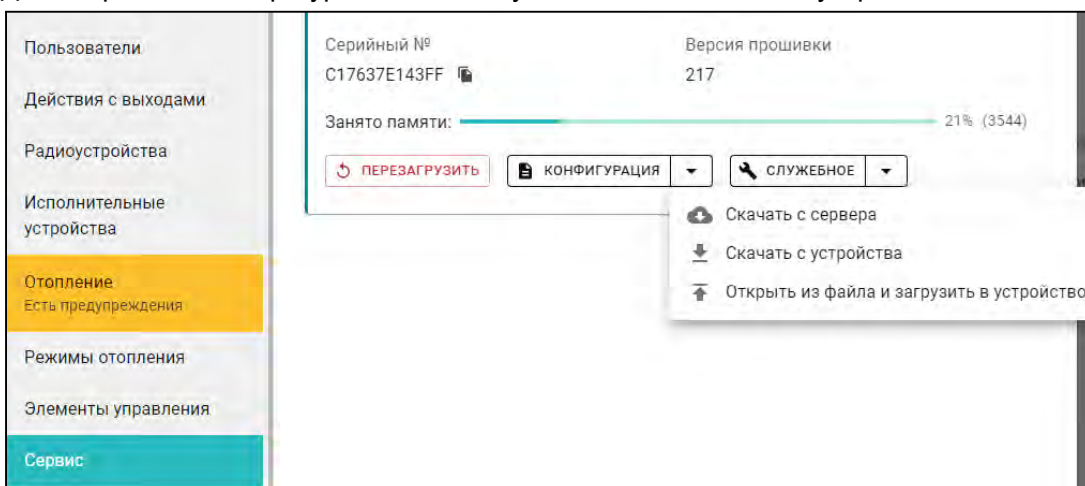 Пользователи
Действия с выходами
Радиоустройства
Исполнительные
устройства
Отопление
Есть предупреждения
Режимы отопления
Элементы управления
Сервис
Серийный № Версия прошивки
C17637E143FF 217
Занято памяти: 21% (3544)
ПЕРЕЗАГРУЗИТЬ КОНФИГУРАЦИЯ СЛУЖЕБНОЕ
Скачать с сервера
Скачать с устройства
Открыть из файла и загрузить в устройство